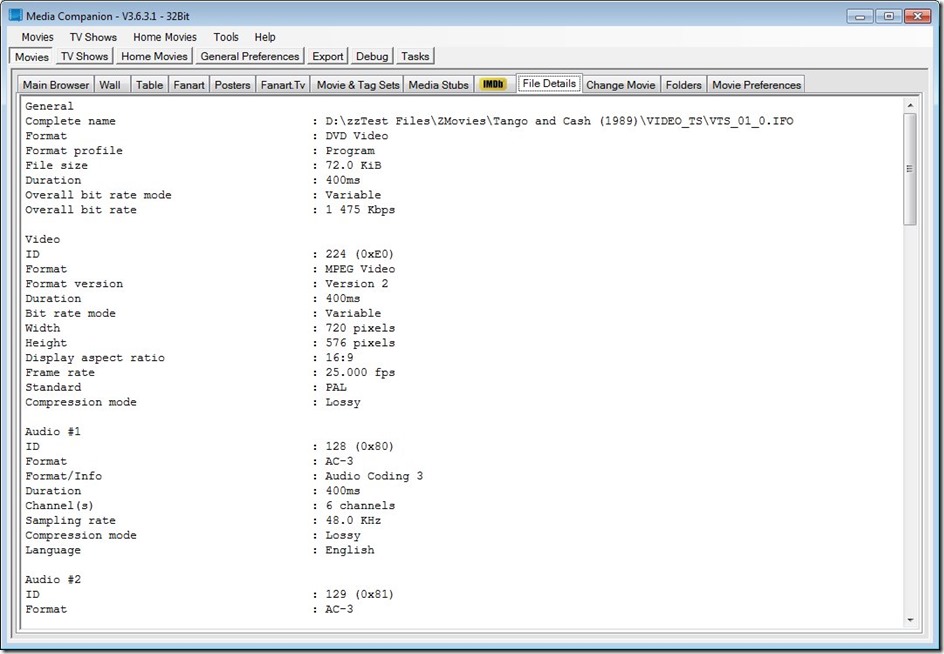 Media Companion - V3.6.3.1 - 32Bit
Movies TV Shows Home Movies Tools Help
Movies TV Shows Home Movies General Preferences Export Debug Tasks
Main Browser Wall Table Fanart Posters Fanart.Tv Movie & Tag Sets Media Stubs IMDb File Details Change Movie Folders Movie Preferences
General
Complete name : D:\zzTest Files\ZMovies\Tango and Cash (1989)\VIDEO_TS\VTS_01_0.IFO
Format : DVD Video
Format profile : Program
File size : 72.0 KiB
Duration : 400ms
Overall bit rate mode : Variable
Overall bit rate : 1 475 Kbps
Video
ID : 224 (0xE0)
Format : MPEG Video
Format version : Version 2
Duration : 400ms
Bit rate mode : Variable
Width : 720 pixels
Height : 576 pixels
Display aspect ratio : 16:9
Frame rate : 25.000 fps
Standard : PAL
Compression mode : Lossy
Audio #1
ID : 128 (0x80)
Format : AC-3
Format/Info : Audio Coding 3
Duration : 400ms
Channel(s) : 6 channels
Sampling rate : 48.0 KHz
Compression mode : Lossy
Language : English
Audio #2
ID : 129 (0x81)
Format : AC-3